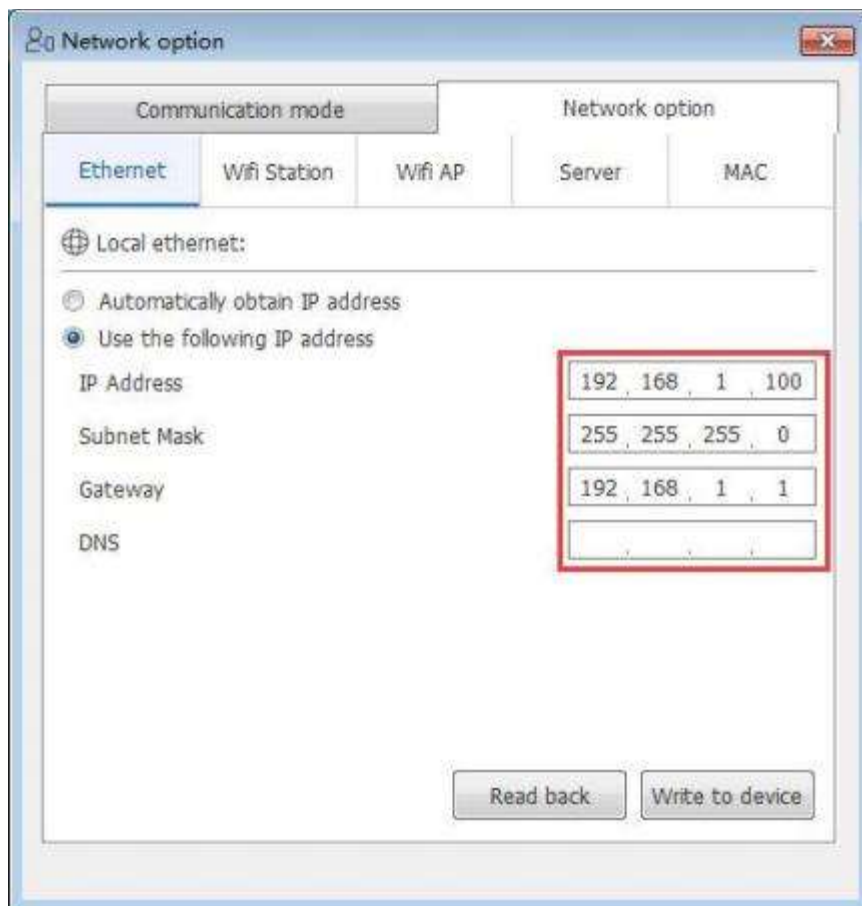 Network option
Communication mode Network option
Ethernet Wifi Station Wifi AP Server MAC
Local ethernet:
Automatically obtain IP address
Use the following IP address
IP Address 192 . 168 . 1 . 100
Subnet Mask 255 . 255 . 255 . 0
Gateway 192 . 168 . 1 . 1
DNS . . .
Read back Write to device